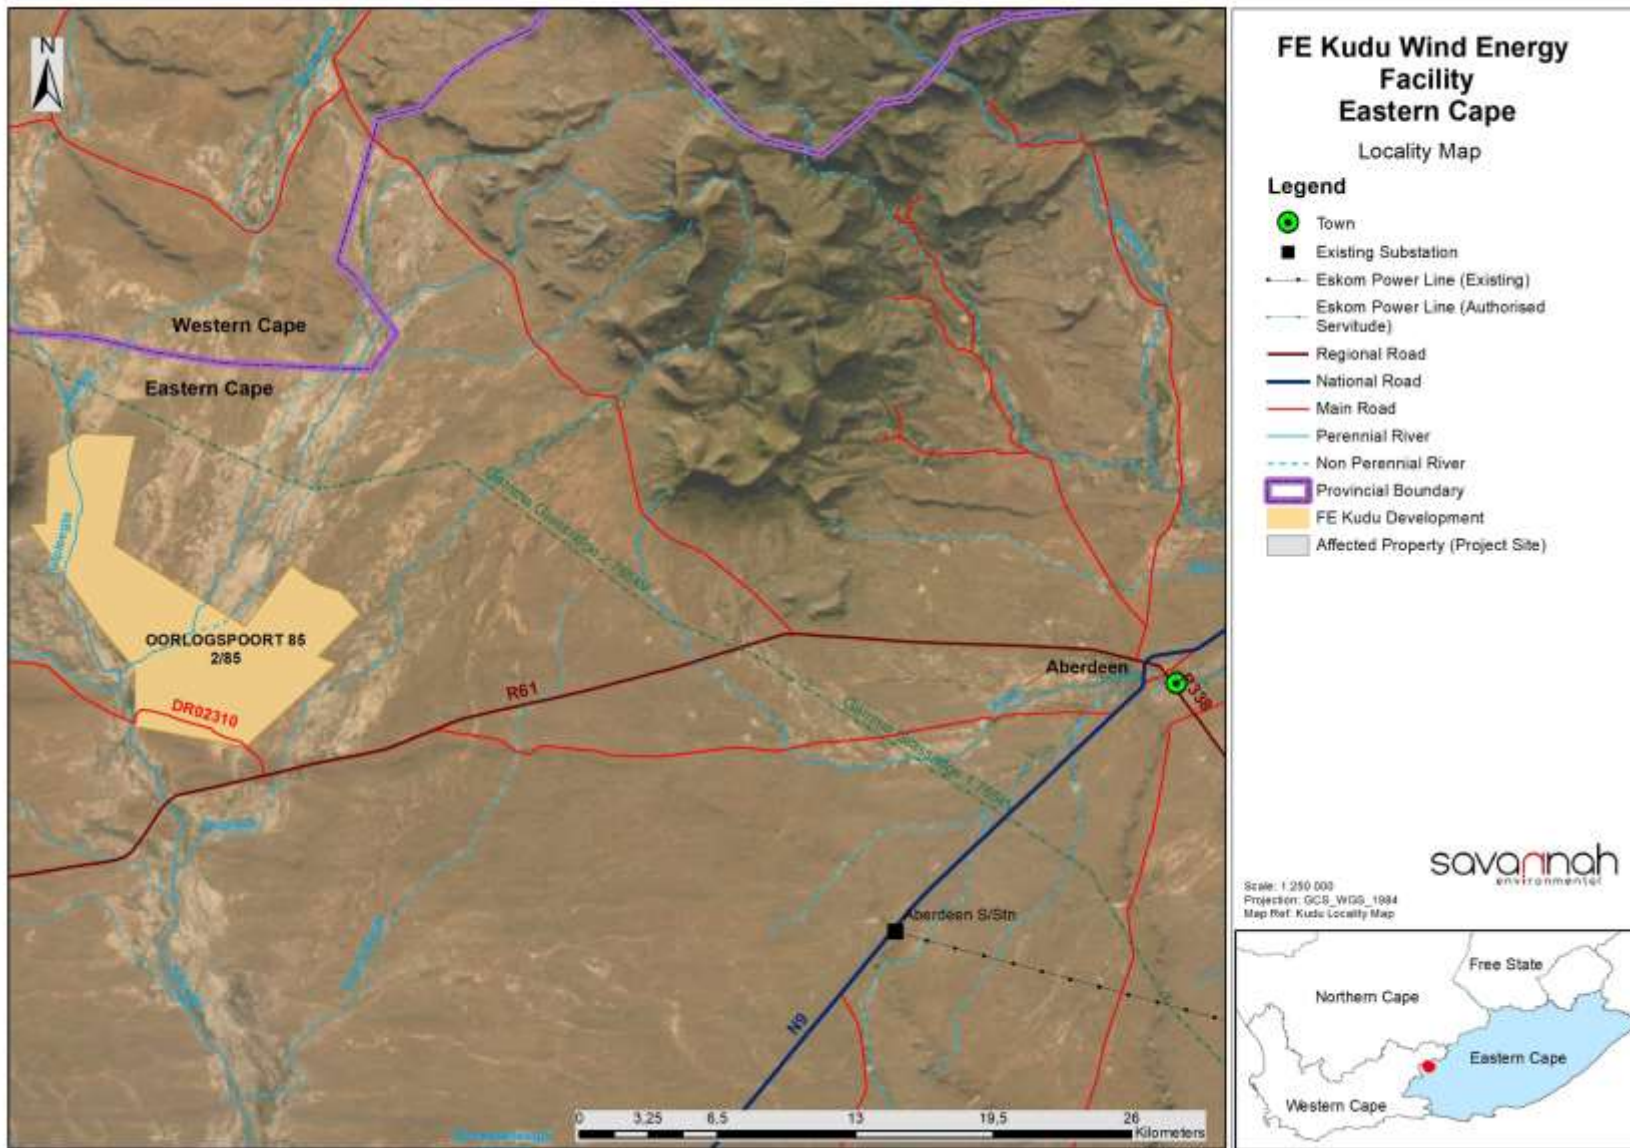 FE Kudu Wind Energy
Facility
Eastern Cape
Locality Map
Legend
Town
Existing Substation
Eskom Power Line (Existing)
Eskom Power Line (Authorised
Servitude)
Regional Road
National Road
Main Road
Perennial River
Non Perennial River
Provincial Boundary
FE Kudu Development
Affected Property (Project Site)
savannah
environmental
Scale: 1:250 000
Projection: GCS_WGS_1984
Map Ref: Kudu Locality Map
Northern Cape
Free State
Eastern Cape
Western Cape
N
Western Cape
Eastern Cape
OORLOGSPOORT 85
2/85
DR02310
R61
Aberdeen
R338
Aberdeen S/Stn
N9
0 3,25 6,5 13 19,5 26
Kilometers